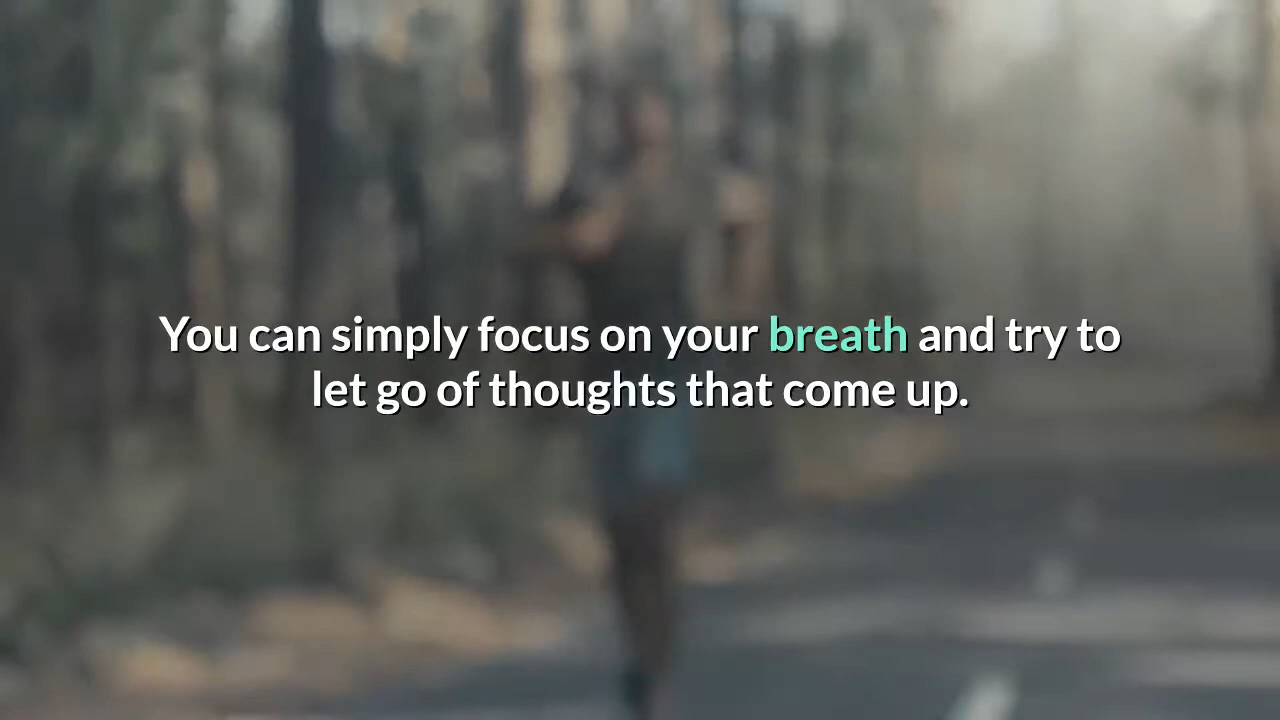 You can simply focus on your breath and try to
let go of thoughts that come up.